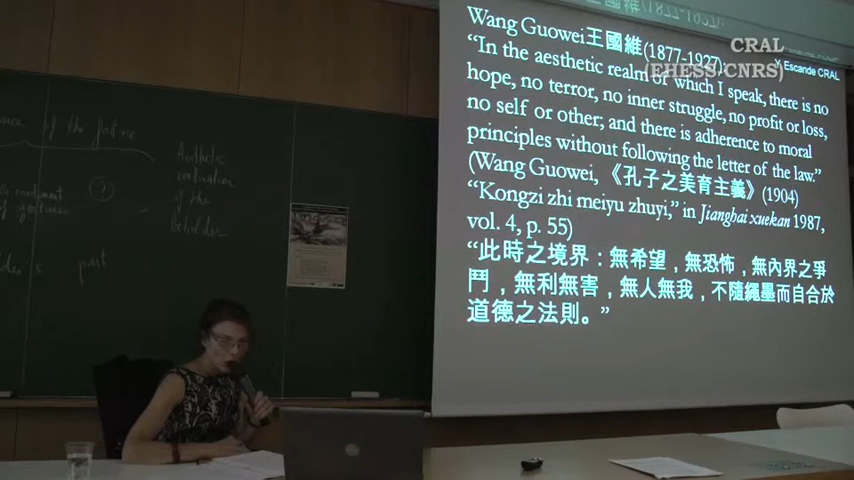 Wang Guowei王國維(1877-1927),
CRAL
(EHESS-CNRS)
Y Escande CRAL
“In the aesthetic realm of which I speak, there is no
hope, no terror, no inner struggle, no profit or loss,
no self or other; and there is adherence to moral
principles without following the letter of the law.”
(Wang Guowei, 《孔子之美育主義》(1904)
“Kongzi zhi meiyu zhuyi,” in Jianghai xuekan 1987,
vol. 4, p. 55)
“此時之境界：無希望，無恐怖，無內界之爭
鬥，無利無害，無人無我，不隨繩墨而自合於
道德之法則。”
of the gesture
Aesthetic
evaluation
of the
Beholder
?
of gestures
part